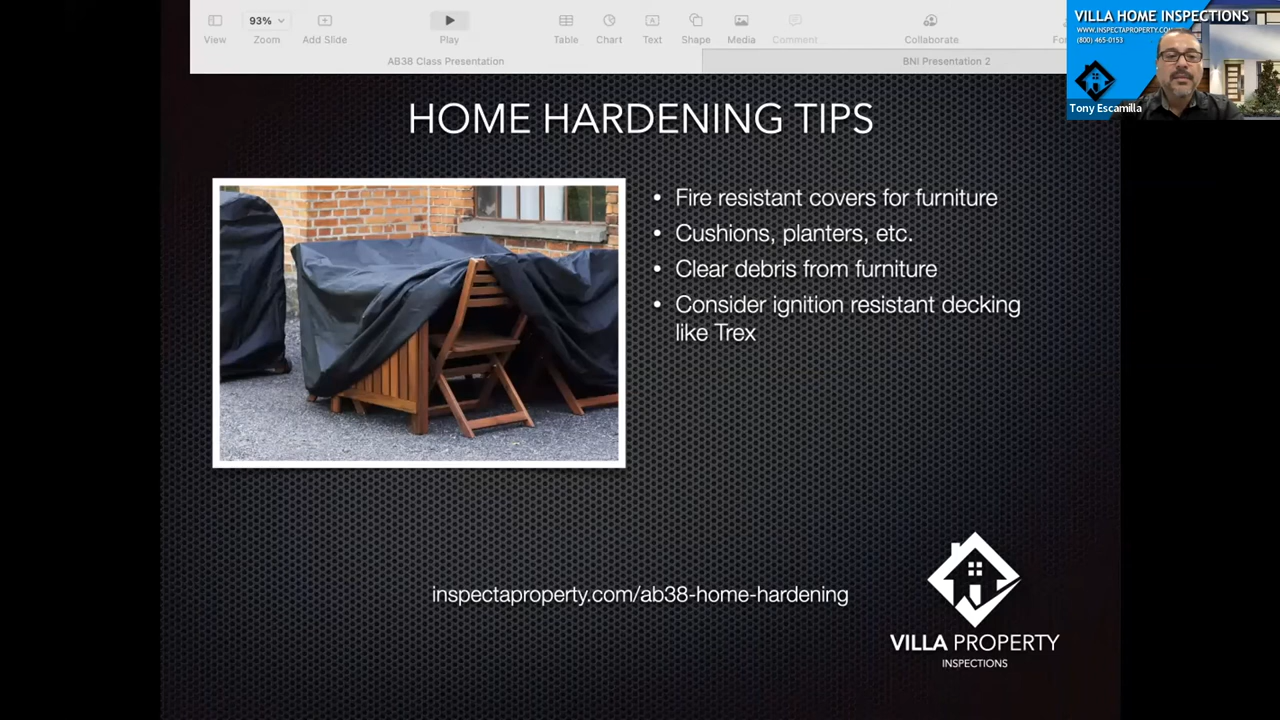 93%
View
Zoom
Add Slide
Play
Table
Chart
Text
Shape
Media
Comment
Collaborate
AB38 Class Presentation
BNI Presentation 2
VILLA HOME INSPECTIONS
(800) 465-0153
Tony Escamilla
HOME HARDENING TIPS
• Fire resistant covers for furniture
• Cushions, planters, etc.
• Clear debris from furniture
• Consider ignition resistant decking
like Trex
inspectaproperty.com/ab38-home-hardening
VILLA PROPERTY
INSPECTIONS